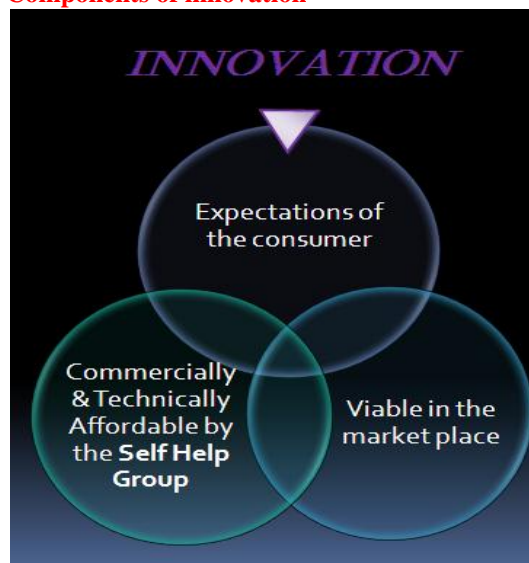 Components of innovation
INNOVATION
Expectations of
the consumer
Commercially
& Technically
Affordable by
the Self Help
Group
Viable in the
market place